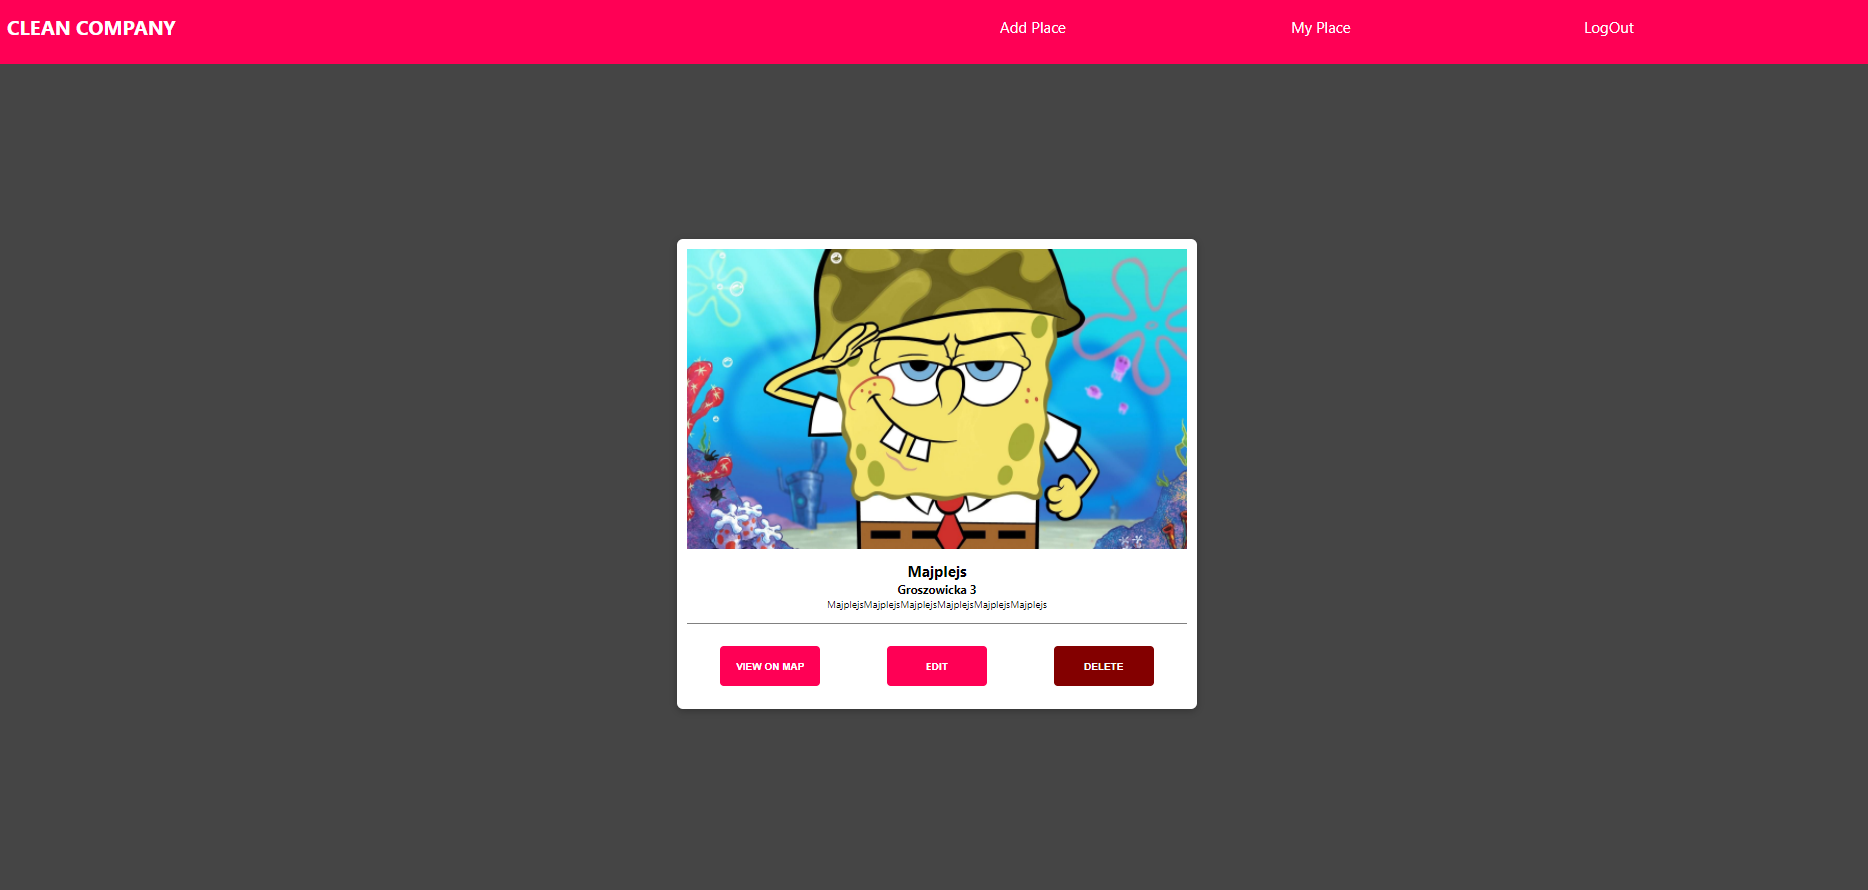 CLEAN COMPANY
Add Place
My Place
LogOut
Majplejs
Groszowicka 3
MajplejsMajplejsMajplejsMajplejsMajplejsMajplejs
VIEW ON MAP
EDIT
DELETE